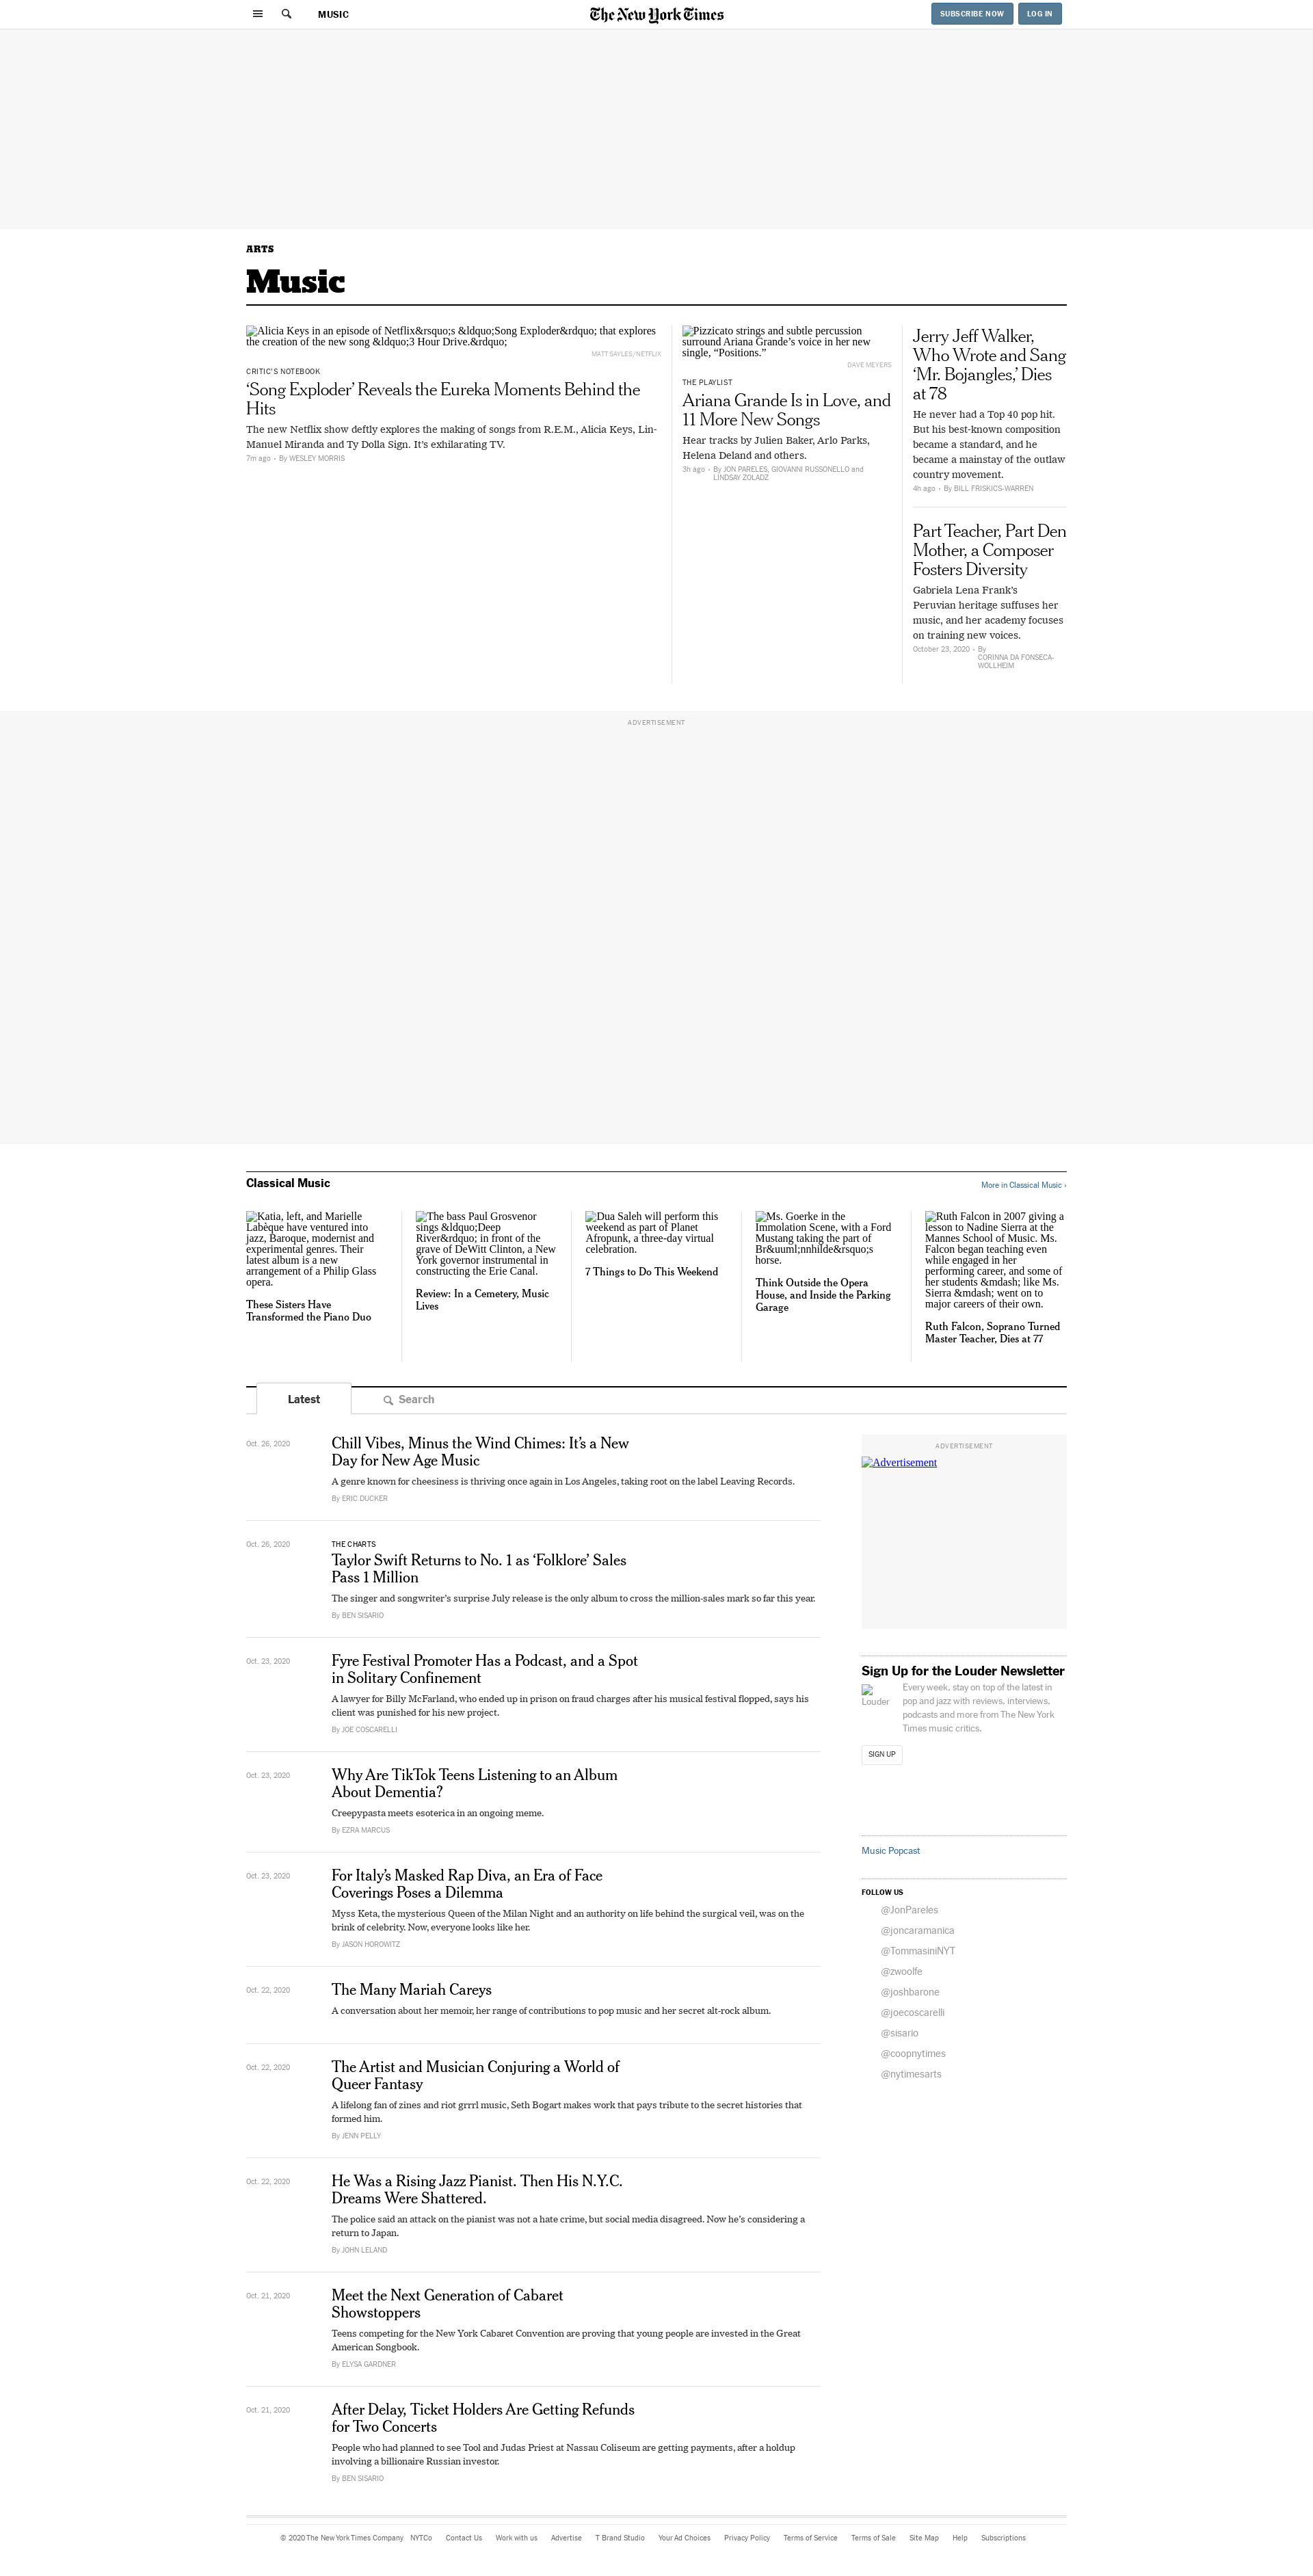 MUSIC
The New York Times
SUBSCRIBE NOW
LOG IN
ARTS
Music
Alicia Keys in an episode of Netflix&rsquo;s &ldquo;Song Exploder&rdquo; that explores
the creation of the new song &ldquo;3 Hour Drive.&rdquo;
MATT SAYLES/NETFLIX
CRITIC'S NOTEBOOK
‘Song Exploder’ Reveals the Eureka Moments Behind the
Hits
The new Netflix show deftly explores the making of songs from R.E.M., Alicia Keys, Lin-
Manuel Miranda and Ty Dolla Sign. It’s exhilarating TV.
7m ago • By WESLEY MORRIS
Pizzicato strings and subtle percussion
surround Ariana Grande’s voice in her new
single, “Positions.”
DAVE MEYERS
THE PLAYLIST
Ariana Grande Is in Love, and
11 More New Songs
Hear tracks by Julien Baker, Arlo Parks,
Helena Deland and others.
3h ago • By JON PARELES, GIOVANNI RUSSONELLO and
LINDSAY ZOLADZ
Jerry Jeff Walker,
Who Wrote and Sang
‘Mr. Bojangles,’ Dies
at 78
He never had a Top 40 pop hit.
But his best-known composition
became a standard, and he
became a mainstay of the outlaw
country movement.
4h ago • By BILL FRISKICS-WARREN
Part Teacher, Part Den
Mother, a Composer
Fosters Diversity
Gabriela Lena Frank’s
Peruvian heritage suffuses her
music, and her academy focuses
on training new voices.
October 23, 2020 • By
CORINNA DA FONSECA-
WOLLHEIM
ADVERTISEMENT
Classical Music
More in Classical Music ›
Katia, left, and Marielle
Labèque have ventured into
jazz, Baroque, modernist and
experimental genres. Their
latest album is a new
arrangement of a Philip Glass
opera.
These Sisters Have
Transformed the Piano Duo
The bass Paul Grosvenor
sings &ldquo;Deep
River&rdquo; in front of the
grave of DeWitt Clinton, a New
York governor instrumental in
constructing the Erie Canal.
Review: In a Cemetery, Music
Lives
Dua Saleh will perform this
weekend as part of Planet
Afropunk, a three-day virtual
celebration.
7 Things to Do This Weekend
Ms. Goerke in the
Immolation Scene, with a Ford
Mustang taking the part of
Br&uuml;nnhilde&rsquo;s
horse.
Think Outside the Opera
House, and Inside the Parking
Garage
Ruth Falcon in 2007 giving a
lesson to Nadine Sierra at the
Mannes School of Music. Ms.
Falcon began teaching even
while engaged in her
performing career, and some of
her students &mdash; like Ms.
Sierra &mdash; went on to
major careers of their own.
Ruth Falcon, Soprano Turned
Master Teacher, Dies at 77
Latest
Search
Oct. 26, 2020
Chill Vibes, Minus the Wind Chimes: It’s a New
Day for New Age Music
A genre known for cheesiness is thriving once again in Los Angeles, taking root on the label Leaving Records.
By ERIC DUCKER
Oct. 26, 2020
THE CHARTS
Taylor Swift Returns to No. 1 as ‘Folklore’ Sales
Pass 1 Million
The singer and songwriter’s surprise July release is the only album to cross the million-sales mark so far this year.
By BEN SISARIO
Oct. 23, 2020
Fyre Festival Promoter Has a Podcast, and a Spot
in Solitary Confinement
A lawyer for Billy McFarland, who ended up in prison on fraud charges after his musical festival flopped, says his
client was punished for his new project.
By JOE COSCARELLI
Oct. 23, 2020
Why Are TikTok Teens Listening to an Album
About Dementia?
Creepypasta meets esoterica in an ongoing meme.
By EZRA MARCUS
Oct. 23, 2020
For Italy’s Masked Rap Diva, an Era of Face
Coverings Poses a Dilemma
Myss Keta, the mysterious Queen of the Milan Night and an authority on life behind the surgical veil, was on the
brink of celebrity. Now, everyone looks like her.
By JASON HOROWITZ
Oct. 22, 2020
The Many Mariah Careys
A conversation about her memoir, her range of contributions to pop music and her secret alt-rock album.
Oct. 22, 2020
The Artist and Musician Conjuring a World of
Queer Fantasy
A lifelong fan of zines and riot grrrl music, Seth Bogart makes work that pays tribute to the secret histories that
formed him.
By JENN PELLY
Oct. 22, 2020
He Was a Rising Jazz Pianist. Then His N.Y.C.
Dreams Were Shattered.
The police said an attack on the pianist was not a hate crime, but social media disagreed. Now he’s considering a
return to Japan.
By JOHN LELAND
Oct. 21, 2020
Meet the Next Generation of Cabaret
Showstoppers
Teens competing for the New York Cabaret Convention are proving that young people are invested in the Great
American Songbook.
By ELYSA GARDNER
Oct. 21, 2020
After Delay, Ticket Holders Are Getting Refunds
for Two Concerts
People who had planned to see Tool and Judas Priest at Nassau Coliseum are getting payments, after a holdup
involving a billionaire Russian investor.
By BEN SISARIO
ADVERTISEMENT
Advertisement
Sign Up for the Louder Newsletter
Louder
Every week, stay on top of the latest in
pop and jazz with reviews, interviews,
podcasts and more from The New York
Times music critics.
SIGN UP
Music Popcast
FOLLOW US
@JonPareles
@joncaramanica
@TommasiniNYT
@zwoolfe
@joshbarone
@joecoscarelli
@sisario
@coopnytimes
@nytimesarts
© 2020 The New York Times Company NYTCo Contact Us Work with us Advertise T Brand Studio Your Ad Choices Privacy Policy Terms of Service Terms of Sale Site Map Help Subscriptions